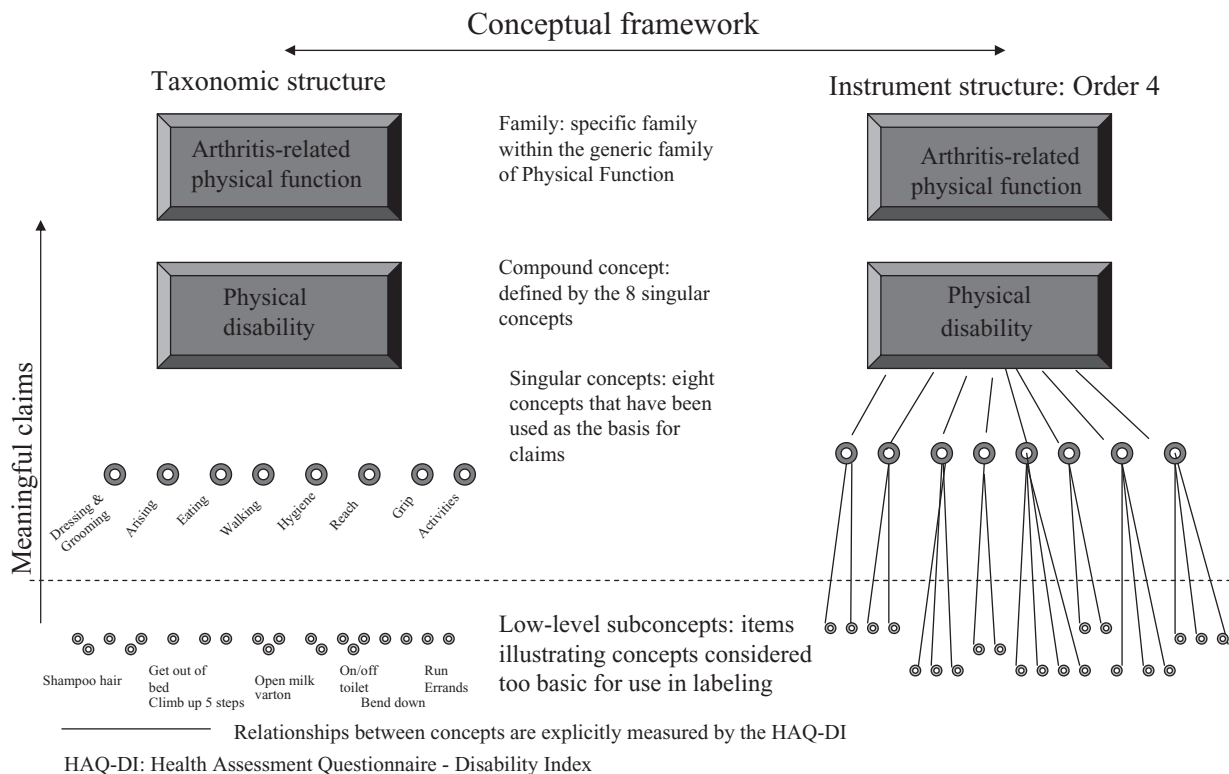 Conceptual framework
Taxonomic structure
Instrument structure: Order 4
Arthritis-related
physical function
Family: specific family
within the generic family
of Physical Function
Arthritis-related
physical function
Physical
disability
Compound concept:
defined by the 8 singular
concepts
Physical
disability
Singular concepts: eight
concepts that have been
used as the basis for
claims
Meaningful claims
Dressing &
Grooming
Arising
Eating
Walking
Hygiene
Reach
Grip
Activities
Low-level subconcepts: items
illustrating concepts considered
too basic for use in labeling
Shampoo hair
Get out of
bed
Climb up 5 steps
Open milk
varton
On/off
toilet
Bend down
Run
Errands
Relationships between concepts are explicitly measured by the HAQ-DI
HAQ-DI: Health Assessment Questionnaire - Disability Index